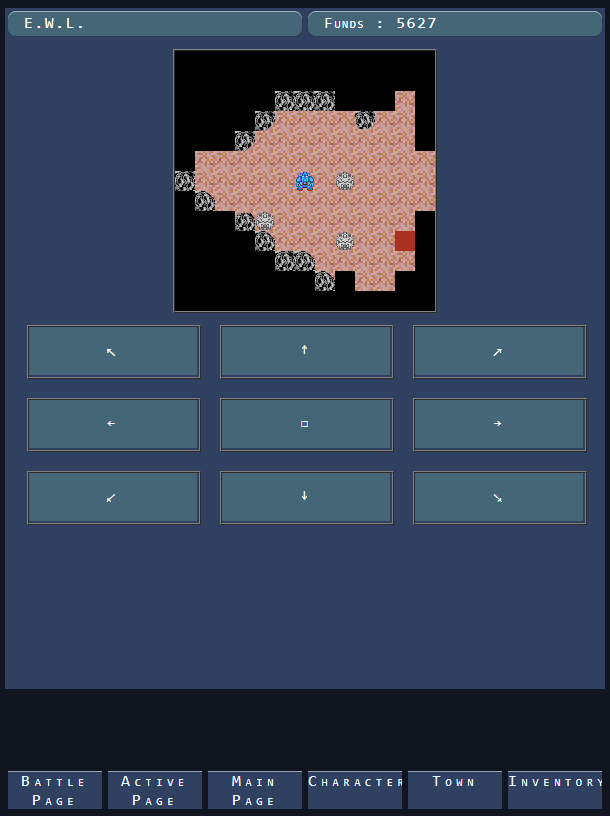 E.W.L.
Funds : 5627
↖ ↑ ↗
← □ →
↙ ↓ ↘
Battle Page
Active Page
Main Page
Character
Town
Inventory